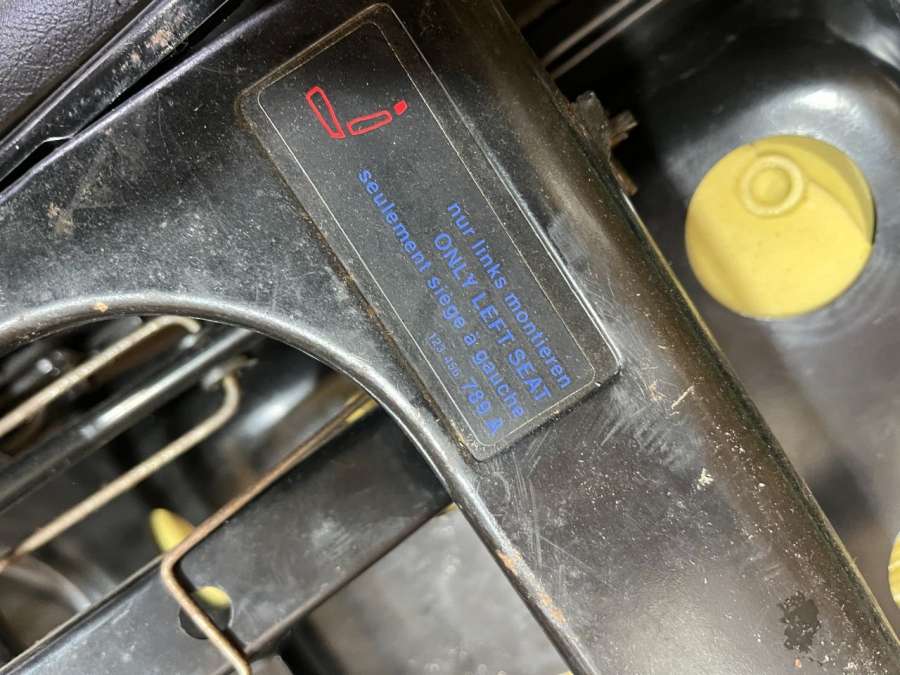 nur links montieren
ONLY LEFT SEAT
seulement siège a gauche
789 A